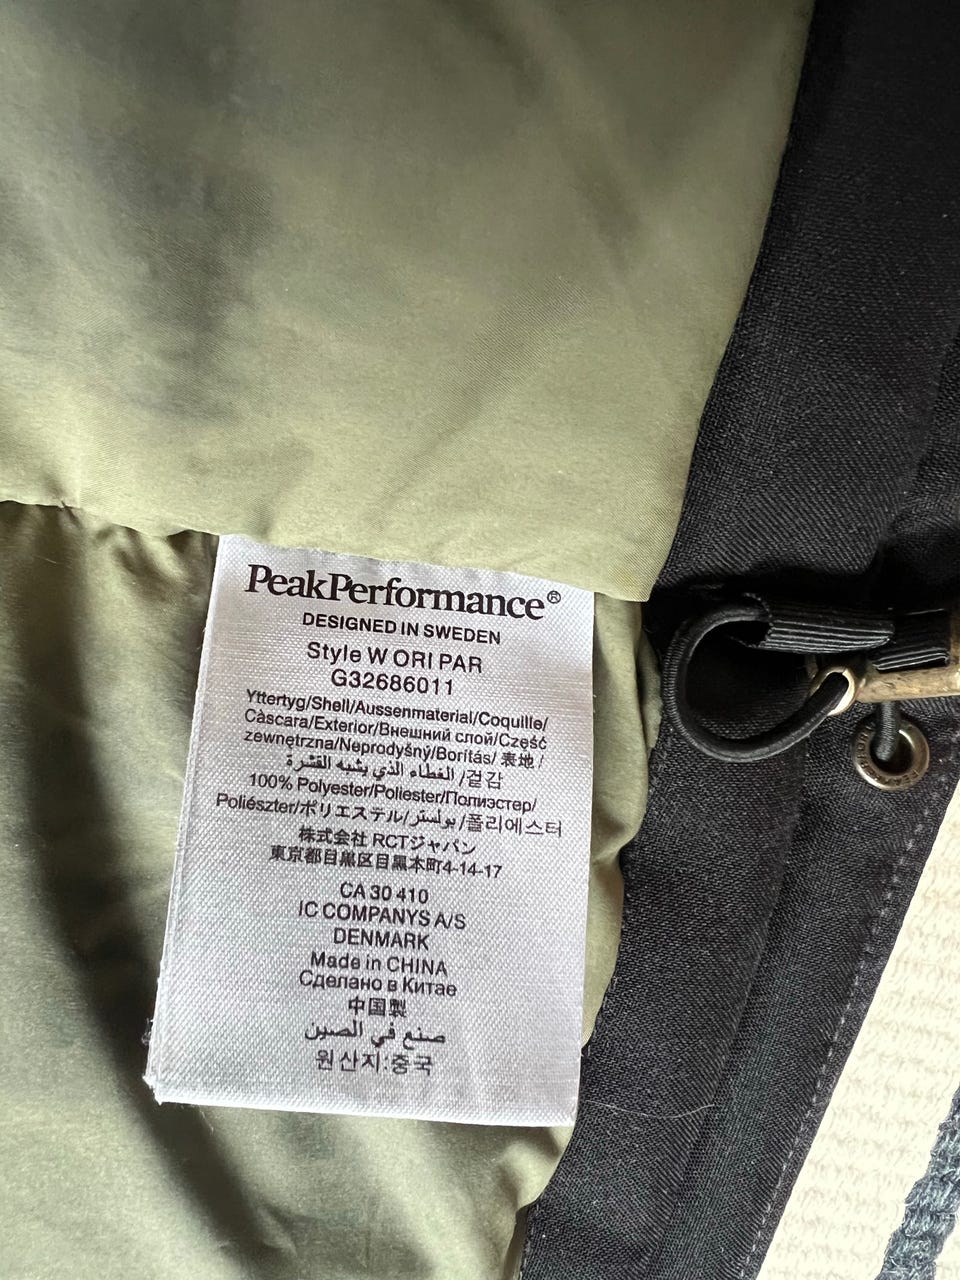 PeakPerformance®
DESIGNED IN SWEDEN
Style W ORI PAR
G32686011
Yttertyg/Shell/Aussenmaterial/Coquille/
Càscara/Exterior/Внешний слой/Część
zewnętrzna/Neprodyšný/Borítás/ 表地 /
الغطاء الذي يشبه القشرة /겉감
100% Polyester/Poliester/Полиэстер/
Poliészter/ポリエステル/بولستر/폴리에스터
株式会社 RCTジャパン
東京都目黒区目黒本町4-14-17
CA 30 410
IC COMPANYS A/S
DENMARK
Made in CHINA
Сделано в Китае
中国製
صنع في الصين
원산지:중국